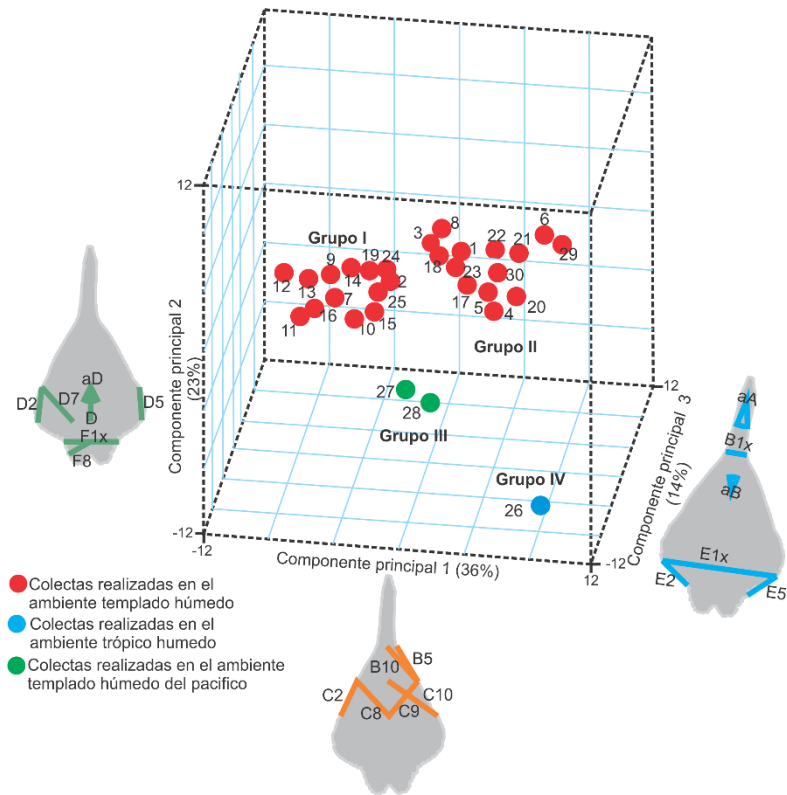 12
Componente principal 2
(23%)
-12
-12
Componente principal 1 (36%)
12
-12
Componente principal 3
(14%)
12
Grupo I
9
19
24
14
2
12
13
7
25
16
11
10
15
8
3
1
22
21
6
29
18
23
30
17
5
4
20
Grupo II
27
28
Grupo III
Grupo IV
26
aD
D7
D2
D
D5
F1x
F8
aA
B1x
aB
E1x
E2
E5
B5
B10
C2
C10
C8
C9
Colectas realizadas en el
ambiente templado húmedo
Colectas realizadas en el
ambiente trópico humedo
Colectas realizadas en el ambiente
templado húmedo del pacifico